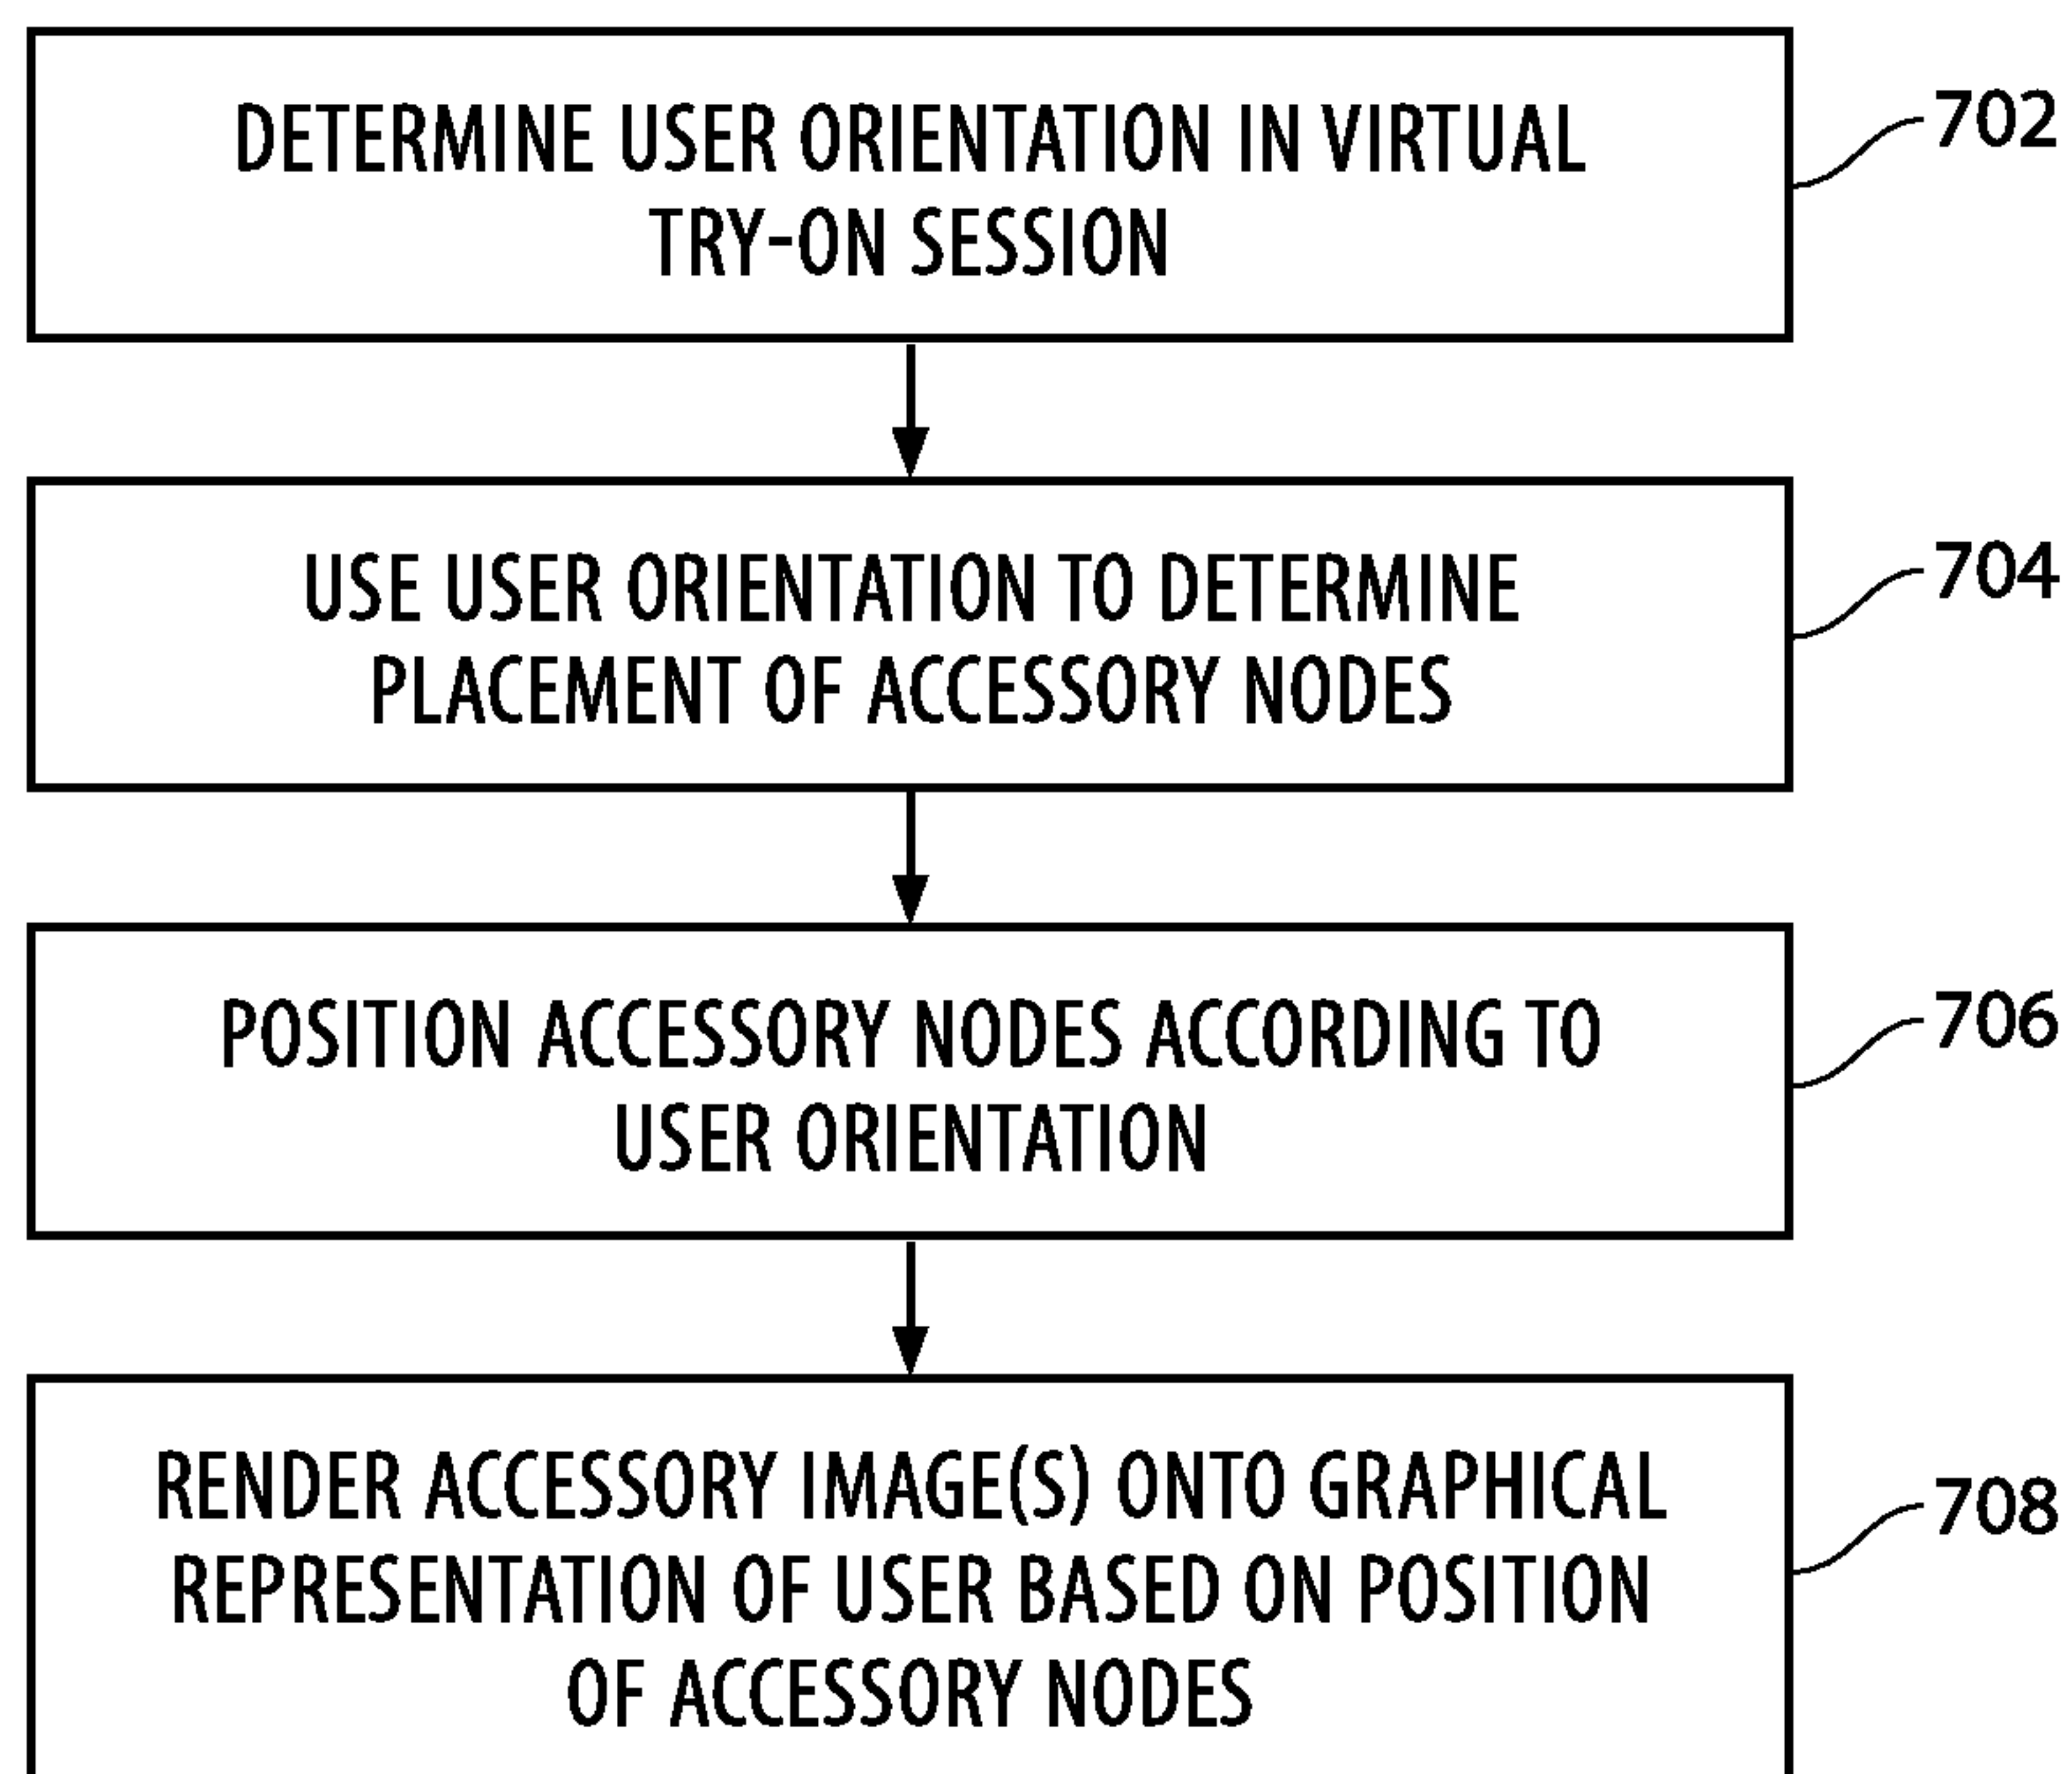 DETERMINE USER ORIENTATION IN VIRTUAL
TRY-ON SESSION
702
USE USER ORIENTATION TO DETERMINE
PLACEMENT OF ACCESSORY NODES
704
POSITION ACCESSORY NODES ACCORDING TO
USER ORIENTATION
706
RENDER ACCESSORY IMAGE(S) ONTO GRAPHICAL
REPRESENTATION OF USER BASED ON POSITION
OF ACCESSORY NODES
708